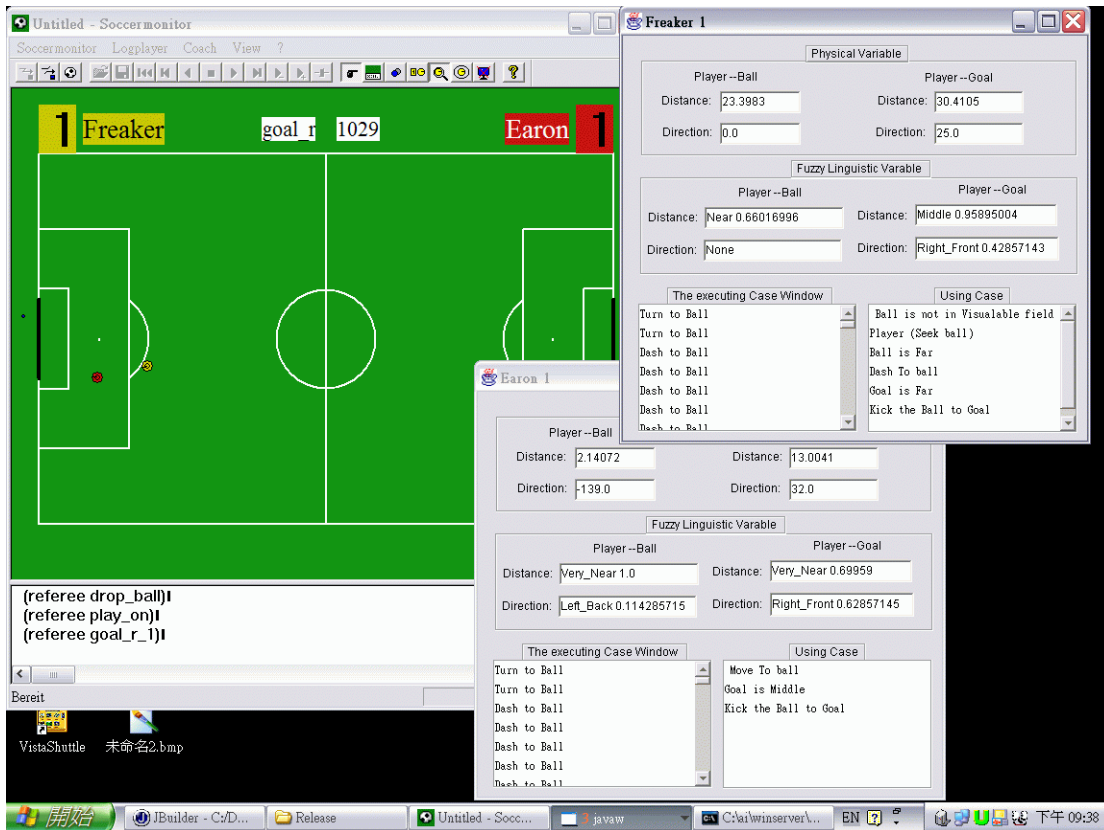 Untitled - Soccermonitor
Soccermonitor Logplayer Coach View ?
1 Freaker goal_r 1029 Earon 1
(referee drop_ball)
(referee play_on)
(referee goal_r_1)
Bereit
VistaShuttle 未命名2.bmp
Freaker 1
Physical Variable
Player--Ball Player--Goal
Distance: 23.3983 Distance: 30.4105
Direction: 0.0 Direction: 25.0
Fuzzy Linguistic Varable
Player--Ball Player--Goal
Distance: Near 0.66016996 Distance: Middle 0.95895004
Direction: None Direction: Right_Front 0.42857143
The executing Case Window Using Case
Turn to Ball
Turn to Ball
Dash to Ball
Dash to Ball
Dash to Ball
Dash to Ball
Dash to Ball
Ball is not in Visualable field
Player (Seek ball)
Ball is Far
Dash To ball
Goal is Far
Kick the Ball to Goal
Earon 1
Player--Ball
Distance: 2.14072 Distance: 13.0041
Direction: -139.0 Direction: 32.0
Fuzzy Linguistic Varable
Player--Ball Player--Goal
Distance: Very_Near 1.0 Distance: Very_Near 0.69959
Direction: Left_Back 0.114285715 Direction: Right_Front 0.62857145
The executing Case Window Using Case
Turn to Ball
Turn to Ball
Dash to Ball
Dash to Ball
Dash to Ball
Dash to Ball
Dash to Ball
Move To ball
Goal is Middle
Kick the Ball to Goal
開始 JBuilder - C:/D... Release Untitled - Socc... 3 javaw C:\ai\winserver\... EN 下午 09:38